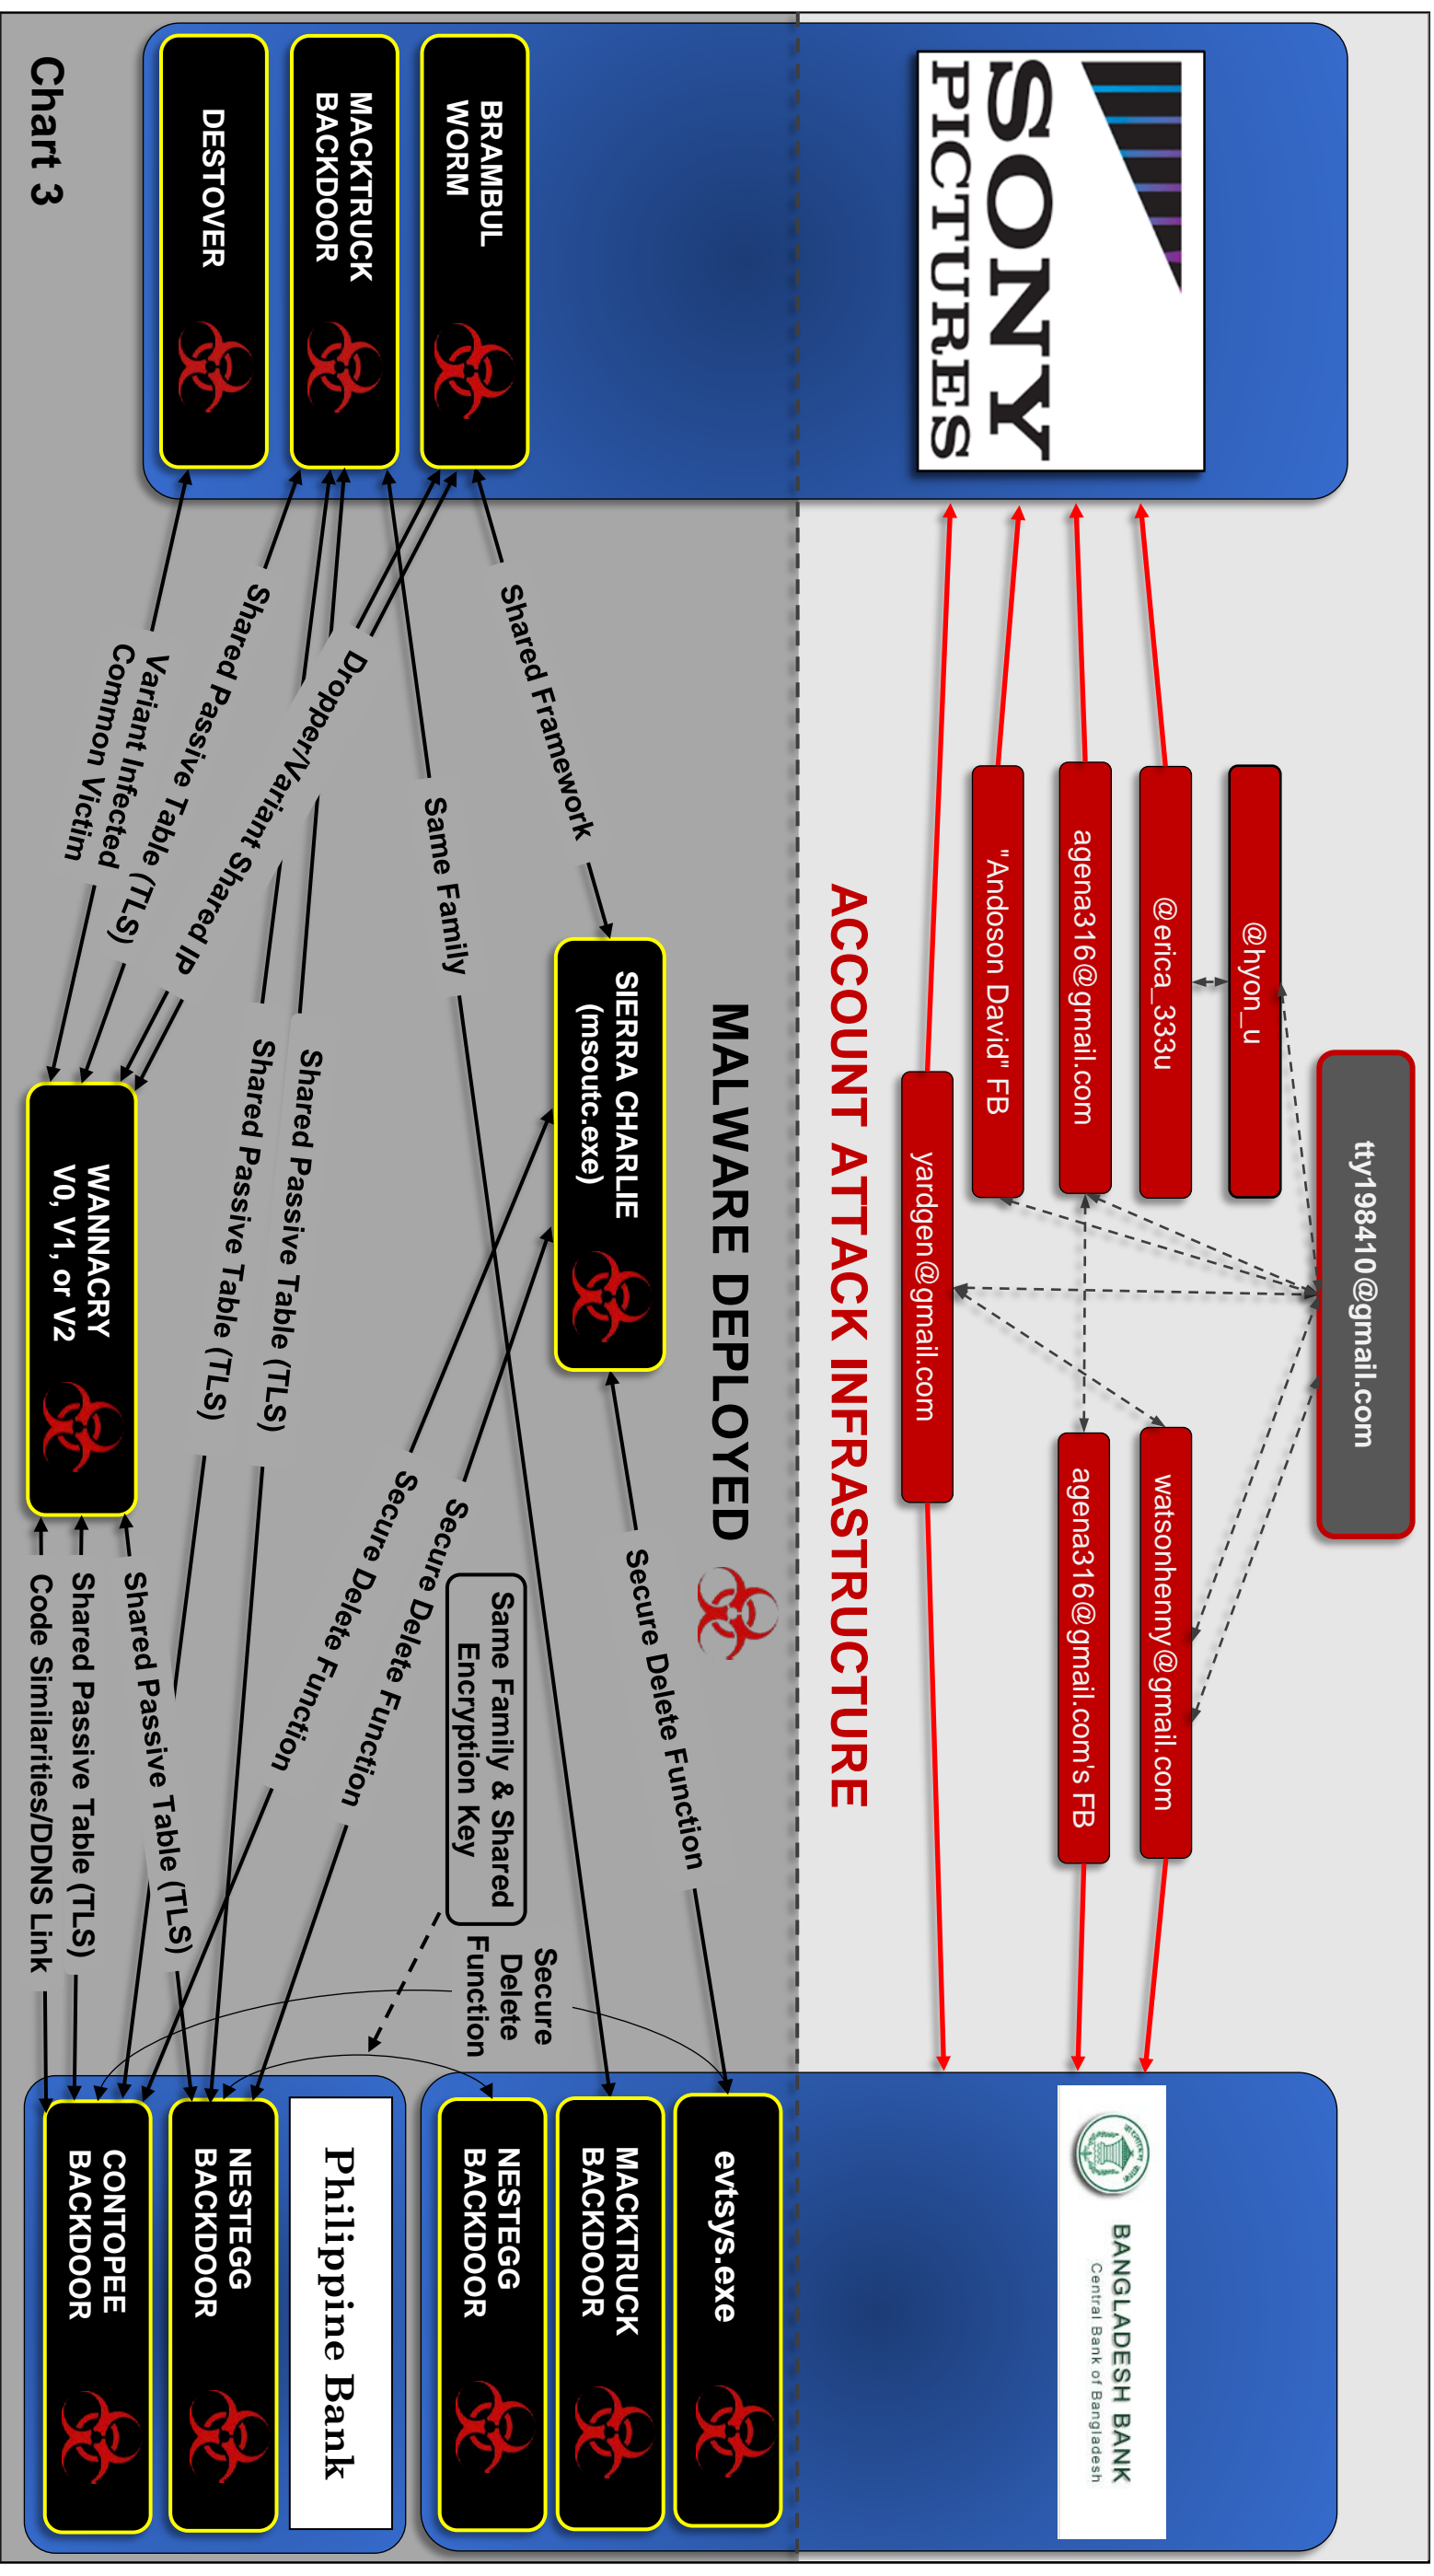 tty198410@gmail.com
@hyon_u
@erica_333u
watsonhenny@gmail.com
agena316@gmail.com
agena316@gmail.com's FB
"Andoson David" FB
yardgen@gmail.com
SONY
PICTURES
BANGLADESH BANK
Central Bank of Bangladesh
ACCOUNT ATTACK INFRASTRUCTURE
MALWARE DEPLOYED
BRAMBUL
WORM
MACKTRUCK
BACKDOOR
DESTOVER
SIERRA CHARLIE
(msoutc.exe)
WANNACRY
V0, V1, or V2
evtsys.exe
MACKTRUCK
BACKDOOR
NESTEGG
BACKDOOR
Philippine Bank
NESTEGG
BACKDOOR
CONTOPEE
BACKDOOR
Shared Framework
Same Family
Dropper/Variant Shared IP
Shared Passive Table (TLS)
Variant Infected
Common Victim
Shared Passive Table (TLS)
Shared Passive Table (TLS)
Secure Delete Function
Secure Delete Function
Secure Delete Function
Same Family & Shared
Encryption Key
Secure
Delete
Function
Shared Passive Table (TLS)
Shared Passive Table (TLS)
Code Similarities/DDNS Link
Chart 3